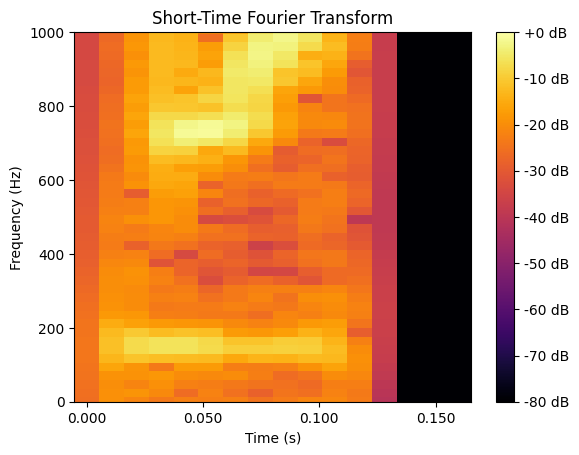 Short-Time Fourier Transform
1000
800
600
400
200
0
Frequency (Hz)
0.000
0.050
0.100
0.150
Time (s)
+0 dB
-10 dB
-20 dB
-30 dB
-40 dB
-50 dB
-60 dB
-70 dB
-80 dB